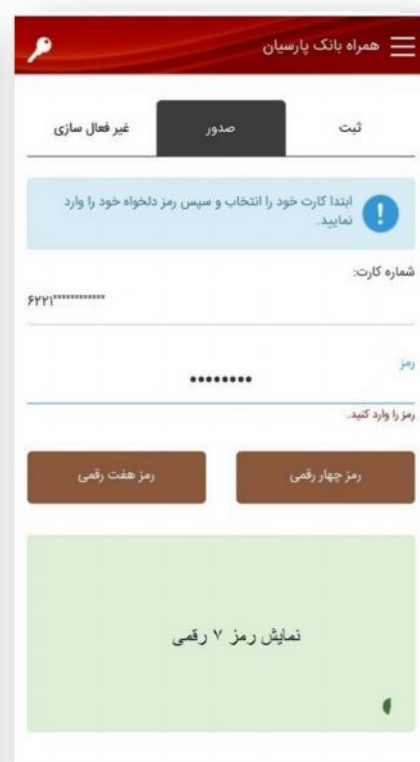 همراه بانک پارسیان
ثبت
صدور
غیر فعال سازی
ابتدا کارت خود را انتخاب و سپس رمز دلخواه خود را وارد
نمایید.
شماره کارت:
۶۲۲۱************
رمز
••••••••
رمز را وارد کنید.
رمز چهار رقمی
رمز هفت رقمی
نمایش رمز ۷ رقمی